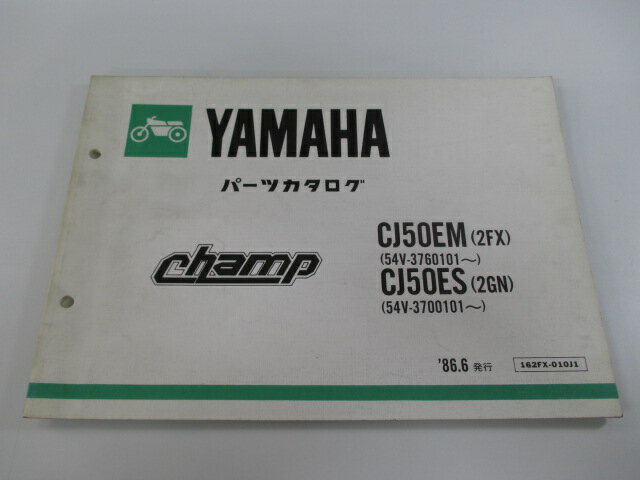 YAMAHA
パーツカタログ
Champ
CJ50EM(2FX)
(54V-3760101〜)
CJ50ES(2GN)
(54V-3700101〜)
'86.6 発行
162FX-010J1